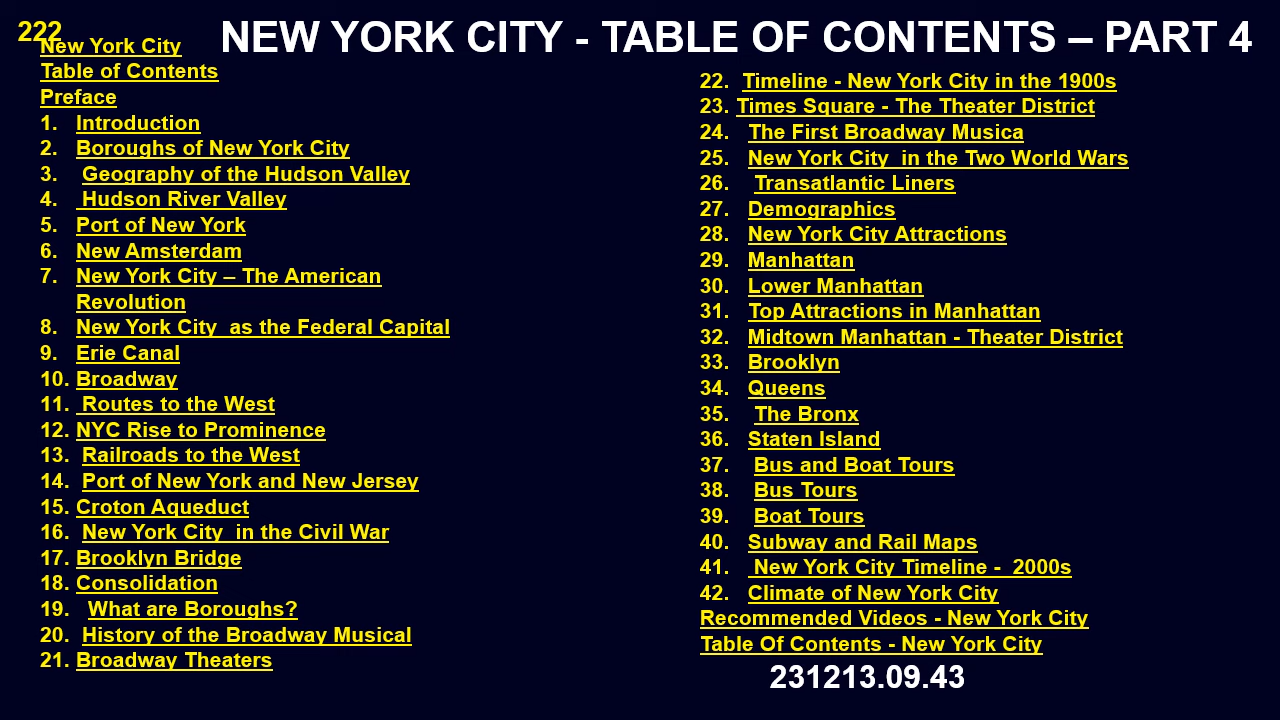 222
NEW YORK CITY - TABLE OF CONTENTS – PART 4
New York City
Table of Contents
Preface
1. Introduction
2. Boroughs of New York City
3. Geography of the Hudson Valley
4. Hudson River Valley
5. Port of New York
6. New Amsterdam
7. New York City – The American
Revolution
8. New York City as the Federal Capital
9. Erie Canal
10. Broadway
11. Routes to the West
12. NYC Rise to Prominence
13. Railroads to the West
14. Port of New York and New Jersey
15. Croton Aqueduct
16. New York City in the Civil War
17. Brooklyn Bridge
18. Consolidation
19. What are Boroughs?
20. History of the Broadway Musical
21. Broadway Theaters
22. Timeline - New York City in the 1900s
23. Times Square - The Theater District
24. The First Broadway Musica
25. New York City in the Two World Wars
26. Transatlantic Liners
27. Demographics
28. New York City Attractions
29. Manhattan
30. Lower Manhattan
31. Top Attractions in Manhattan
32. Midtown Manhattan - Theater District
33. Brooklyn
34. Queens
35. The Bronx
36. Staten Island
37. Bus and Boat Tours
38. Bus Tours
39. Boat Tours
40. Subway and Rail Maps
41. New York City Timeline - 2000s
42. Climate of New York City
Recommended Videos - New York City
Table Of Contents - New York City
231213.09.43